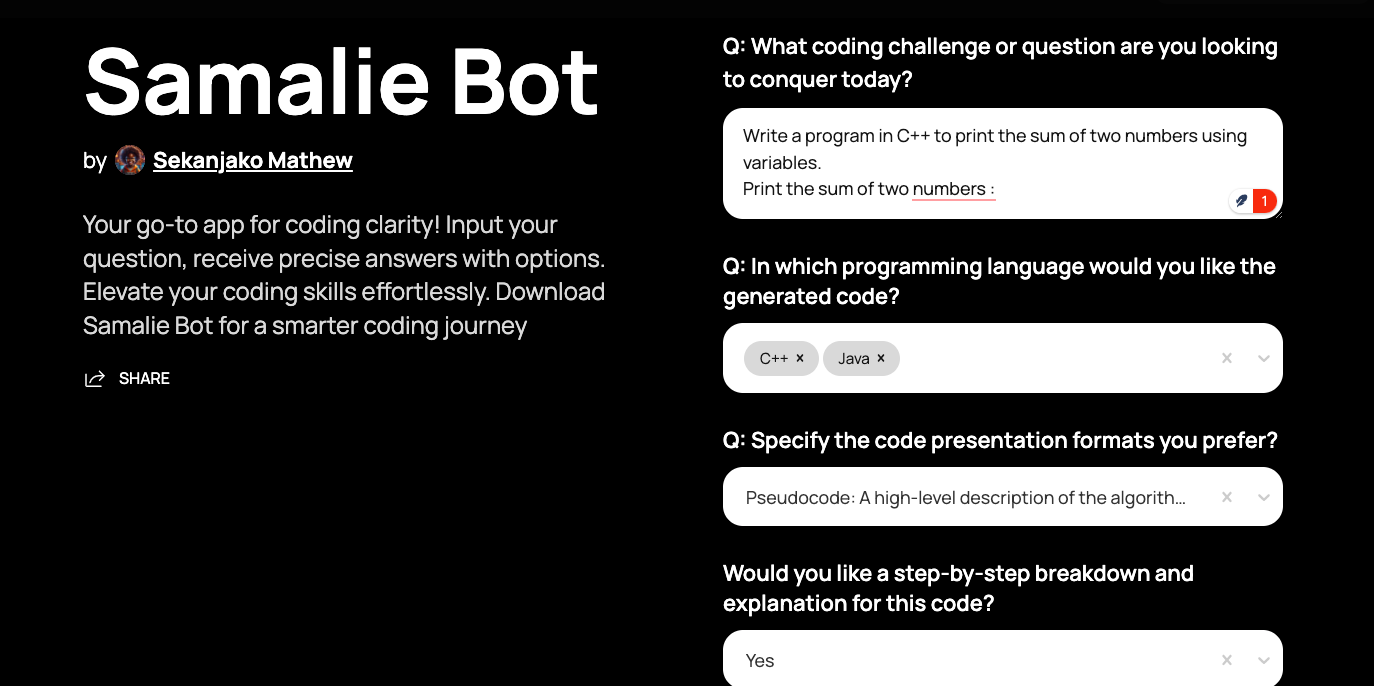 Samalie Bot
by Sekanjako Mathew
Your go-to app for coding clarity! Input your
question, receive precise answers with options.
Elevate your coding skills effortlessly. Download
Samalie Bot for a smarter coding journey
SHARE
Q: What coding challenge or question are you looking
to conquer today?
Write a program in C++ to print the sum of two numbers using
variables.
Print the sum of two numbers :
1
Q: In which programming language would you like the
generated code?
C++ Java
Q: Specify the code presentation formats you prefer?
Pseudocode: A high-level description of the algorith...
Would you like a step-by-step breakdown and
explanation for this code?
Yes